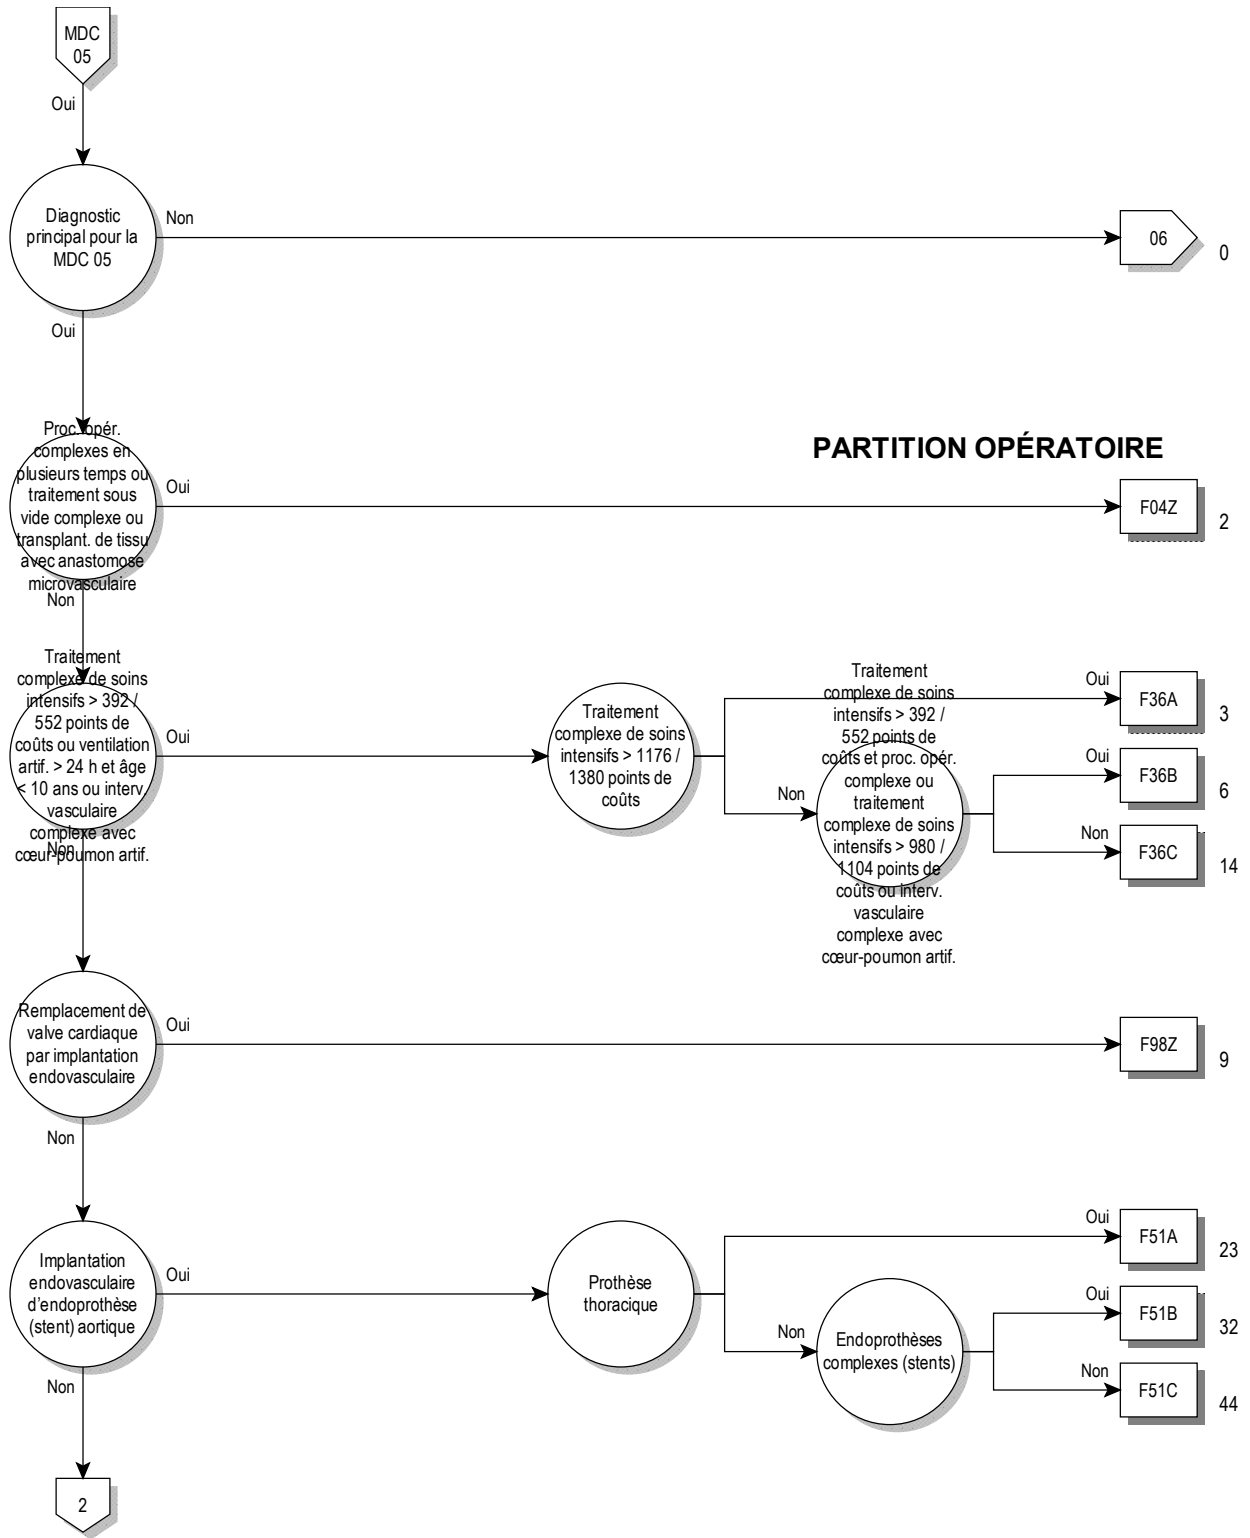 MDC
05
Oui
Diagnostic
principal pour la
MDC 05
Non
06
0
Oui
PARTITION OPÉRATOIRE
Proc. opér.
complexes en
plusieurs temps ou
traitement sous
vide complexe ou
transplant. de tissu
avec anastomose
microvasculaire
Oui
F04Z
2
Non
Traitement
complexe de soins
intensifs > 392 /
552 points de
coûts ou ventilation
artif. > 24 h et âge
< 10 ans ou interv.
vasculaire
complexe avec
cœur-poumon artif.
Oui
Traitement
complexe de soins
intensifs > 1176 /
1380 points de
coûts
Oui
F36A
3
Non
Traitement
complexe de soins
intensifs > 392 /
552 points de
coûts et proc. opér.
complexe ou
traitement
complexe de soins
intensifs > 980 /
1104 points de
coûts ou interv.
vasculaire
complexe avec
cœur-poumon artif.
Oui
F36B
6
Non
F36C
14
Non
Remplacement de
valve cardiaque
par implantation
endovasculaire
Oui
F98Z
9
Non
Implantation
endovasculaire
d'endoprothèse
(stent) aortique
Oui
Prothèse
thoracique
Oui
F51A
23
Non
Endoprothèses
complexes (stents)
Oui
F51B
32
Non
F51C
44
Non
2